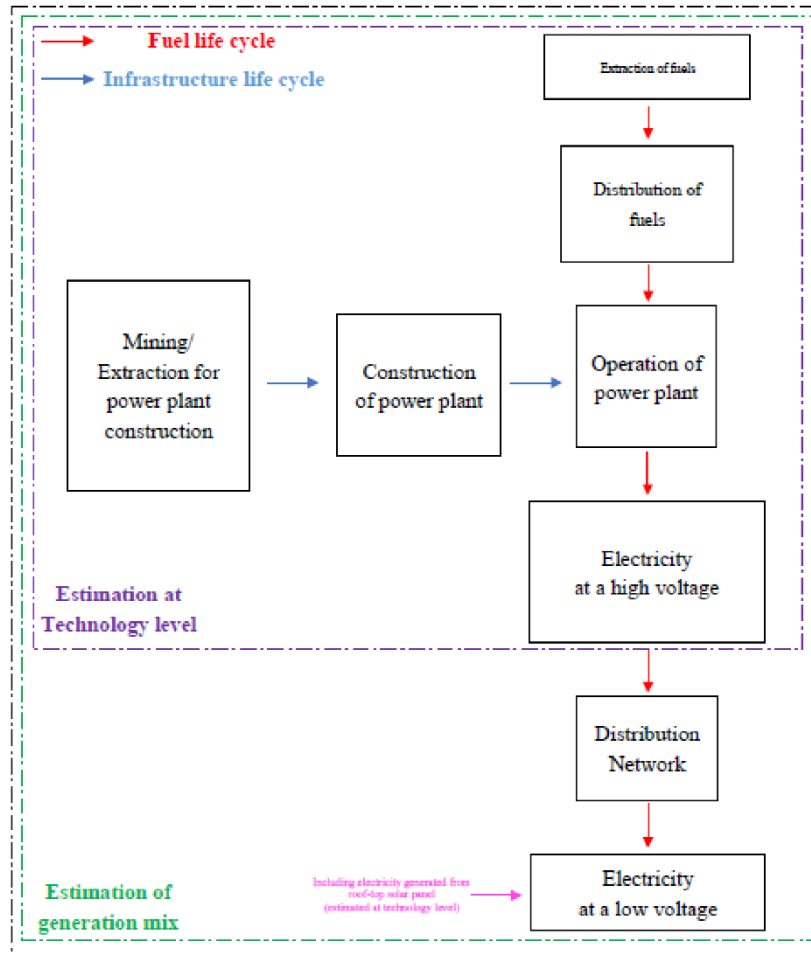 Fuel life cycle
Infrastructure life cycle
Extraction of fuels
Distribution of
fuels
Mining/
Extraction for
power plant
construction
Construction
of power plant
Operation of
power plant
Electricity
at a high voltage
Estimation at
Technology level
Distribution
Network
Including electricity generated from
roof-top solar panel
(estimated at technology level)
Electricity
at a low voltage
Estimation of
generation mix